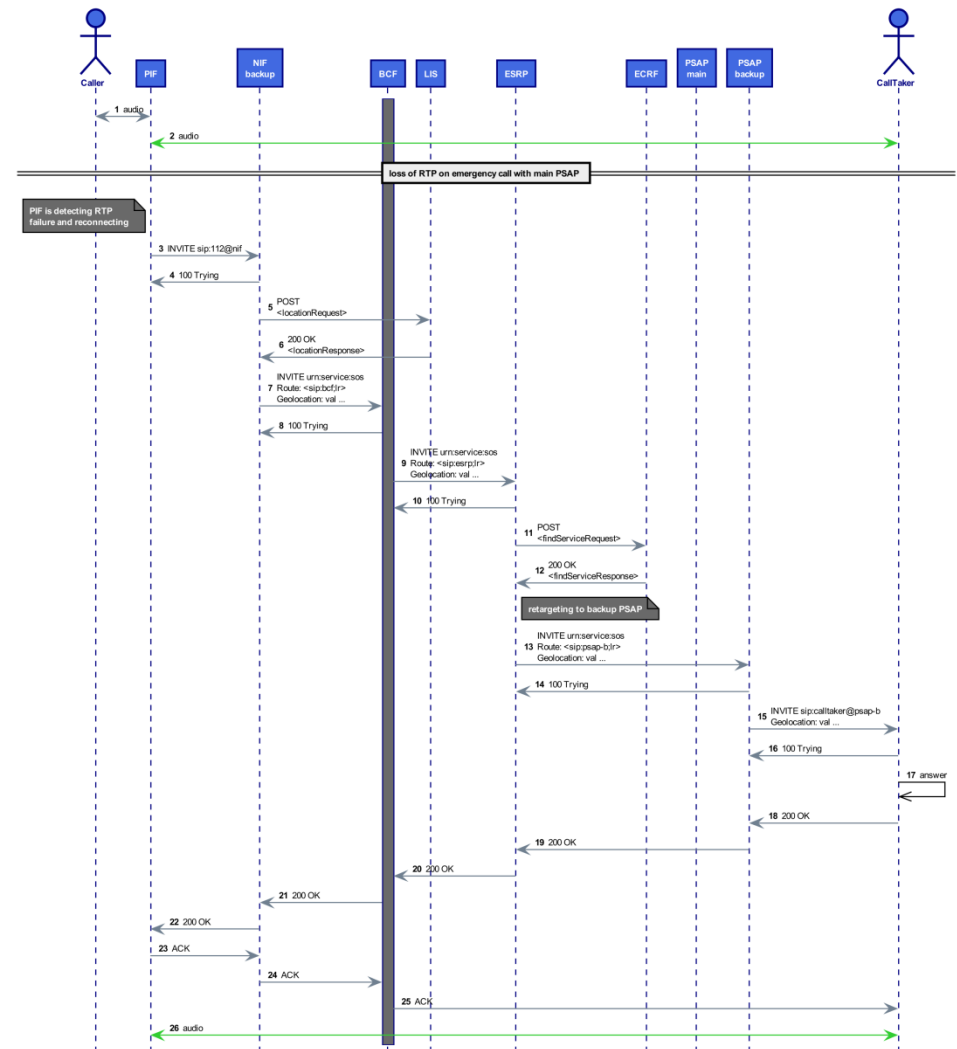 Caller
PIF
NIF
backup
BCF
LIS
ESRP
ECRF
PSAP
main
PSAP
backup
CallTaker
1 audio
2 audio
loss of RTP on emergency call with main PSAP
PIF is detecting RTP
failure and reconnecting
3 INVITE sip:112@nif
4 100 Trying
5 POST
<locationRequest>
6 200 OK
<locationResponse>
INVITE urn:service:sos
7 Route: <sip:bcf;lr>
Geolocation: val ...
8 100 Trying
INVITE urn:service:sos
9 Route: <sip:esrp;lr>
Geolocation: val ...
10 100 Trying
11 POST
<findServiceRequest>
12 200 OK
<findServiceResponse>
retargeting to backup PSAP
INVITE urn:service:sos
13 Route: <sip:psap-b;lr>
Geolocation: val ...
14 100 Trying
15 INVITE sip:calltaker@psap-b
Geolocation: val ...
16 100 Trying
17 answer
18 200 OK
19 200 OK
20 200 OK
21 200 OK
22 200 OK
23 ACK
24 ACK
25 ACK
26 audio